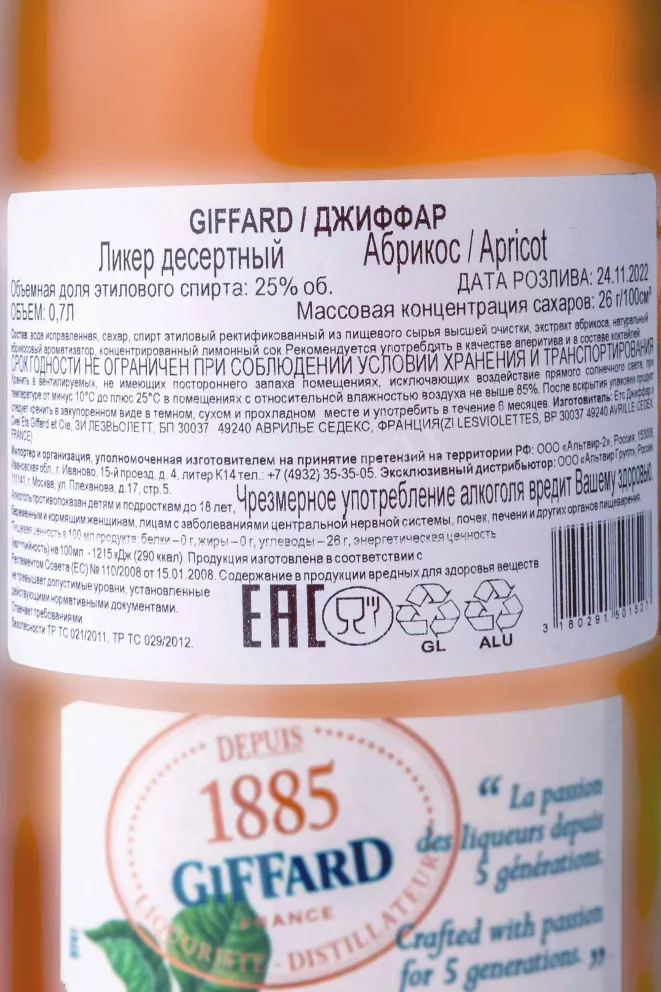 GIFFARD / ДЖИФФАР
Ликер десертный Абрикос / Apricot
Объемная доля этилового спирта: 25% об. ДАТА РОЗЛИВА: 24.11.2022
ОБЪЕМ: 0,7Л Массовая концентрация сахаров: 26 г/100см³
Состав: вода исправленная, сахар, спирт этиловый ректификованный из пищевого сырья высшей очистки, экстракт абрикоса, натуральный
абрикосовый ароматизатор, концентрированный лимонный сок Рекомендуется употреблять в качестве аперитива и в составе коктейлей.
СРОК ГОДНОСТИ НЕ ОГРАНИЧЕН ПРИ СОБЛЮДЕНИИ УСЛОВИЙ ХРАНЕНИЯ И ТРАНСПОРТИРОВАНИЯ
Хранить в вентилируемых, не имеющих постороннего запаха помещениях, исключающих воздействие прямого солнечного света, при
температуре от минус 10°С до плюс 25°С в помещениях с относительной влажностью воздуха не выше 85%. После вскрытия упаковки продукт
следует хранить в закупоренном виде в темном, сухом и прохладном месте и употребить в течение 6 месяцев. Изготовитель: Етс Джиффар э
Сие/ Ets Giffard et Cie, ЗИ ЛЕЗВЬОЛЕТТ, БП 30037 49240 АВРИЛЬЕ СЕДЕКС, ФРАНЦИЯ(ZI LESVIOLETTES, BP 30037 49240 AVRILLE CEDEX,
FRANCE)
Импортер и организация, уполномоченная изготовителем на принятие претензий на территории РФ: ООО «Альтвир-2», Россия, 153006,
Ивановская обл., г. Иваново, 15-й проезд, д. 4, литер К14 тел.: +7 (4932) 35-35-05. Эксклюзивный дистрибьютор: ООО «Альтвир Групп», Россия,
111141, г. Москва, ул. Плеханова, д.17, стр.5.
Алкоголь противопоказан детям и подросткам до 18 лет, Чрезмерное употребление алкоголя вредит Вашему здоровью.
беременным и кормящим женщинам, лицам с заболеваниями центральной нервной системы, почек, печени и других органов пищеварения.
Пищевая ценность в 100 мл продукта: белки – 0 г, жиры – 0 г, углеводы – 26 г, энергетическая ценность
(калорийность) на 100мл - 1215 кДж (290 ккал). Продукция изготовлена в соответствии с
Регламентом Совета (ЕС) № 110/2008 от 15.01.2008. Содержание в продукции вредных для здоровья веществ
не превышает допустимые уровни, установленные
действующими нормативными документами.
Отвечает требованиями
безопасности ТР ТС 021/2011. ТР ТС 029/2012.
EAC
GL ALU
3 180291 501527
DEPUIS
1885
GIFFARD
FRANCE
LIQUORISTE - DISTILLATEUR
“ La passion
des liqueurs depuis
5 générations.
Crafted with passion
for 5 generations. ”